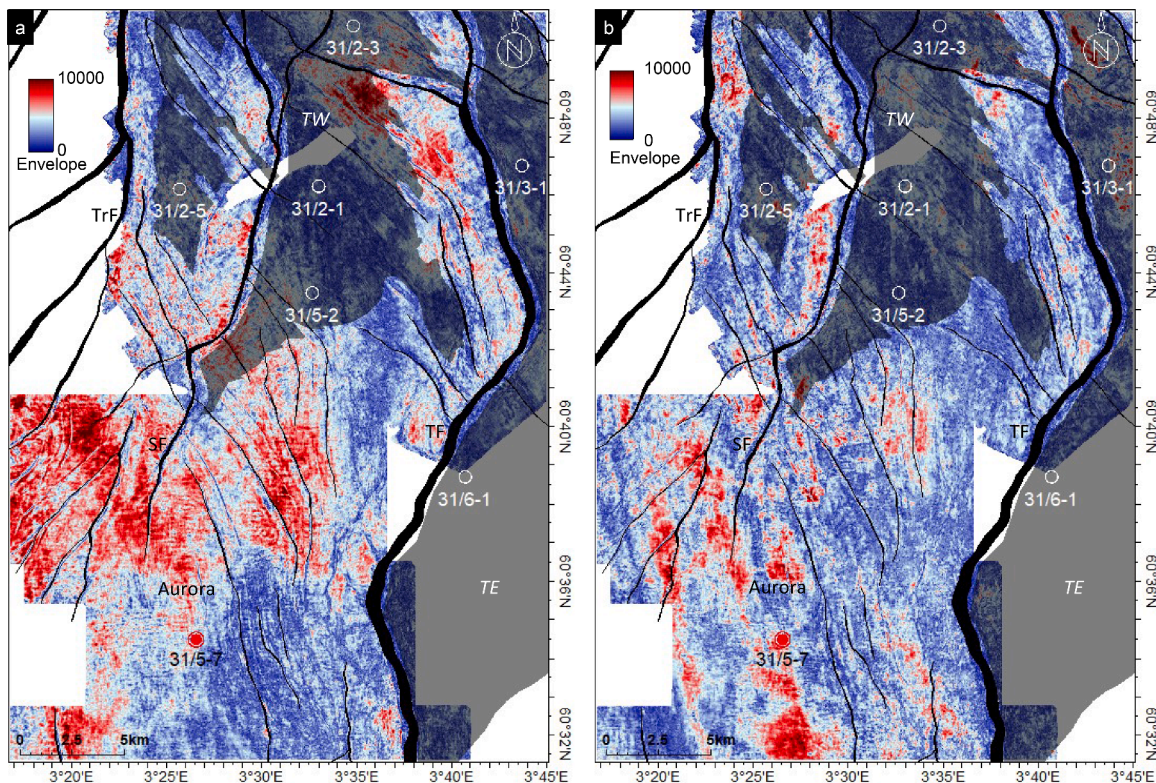 a
10000
0
Envelope
N
31/2-3
TW
31/3-1
TrF
31/2-5
31/2-1
31/5-2
SF
TF
31/6-1
Aurora
TE
31/5-7
0 2.5 5km
3°20'E 3°25'E 3°30'E 3°35'E 3°40'E 3°45'E
60°48'N
60°44'N
60°40'N
60°36'N
60°32'N
b
10000
0
Envelope
N
31/2-3
TW
31/3-1
TrF
31/2-5
31/2-1
31/5-2
SF
TF
31/6-1
Aurora
TE
31/5-7
0 2.5 5km
3°20'E 3°25'E 3°30'E 3°35'E 3°40'E 3°45'E
60°48'N
60°44'N
60°40'N
60°36'N
60°32'N